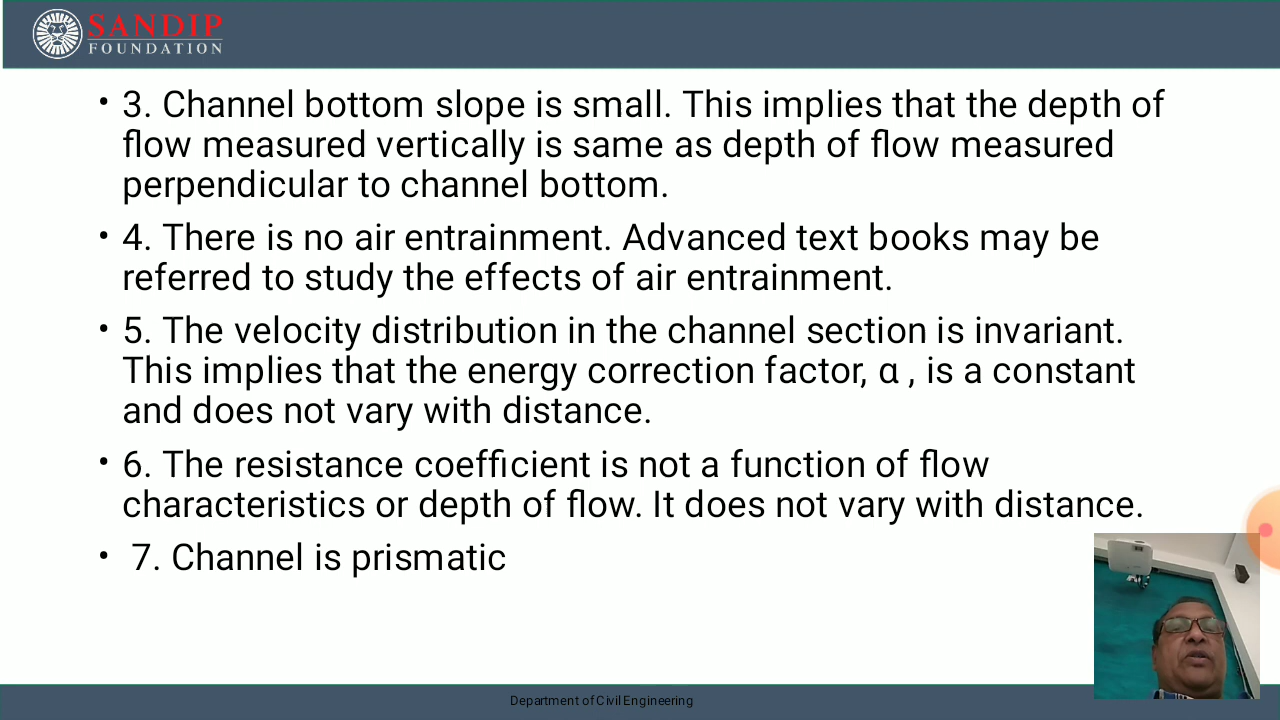 SANDIP
FOUNDATION
• 3. Channel bottom slope is small. This implies that the depth of
flow measured vertically is same as depth of flow measured
perpendicular to channel bottom.
• 4. There is no air entrainment. Advanced text books may be
referred to study the effects of air entrainment.
• 5. The velocity distribution in the channel section is invariant.
This implies that the energy correction factor, α , is a constant
and does not vary with distance.
• 6. The resistance coefficient is not a function of flow
characteristics or depth of flow. It does not vary with distance.
• 7. Channel is prismatic
Department of Civil Engineering